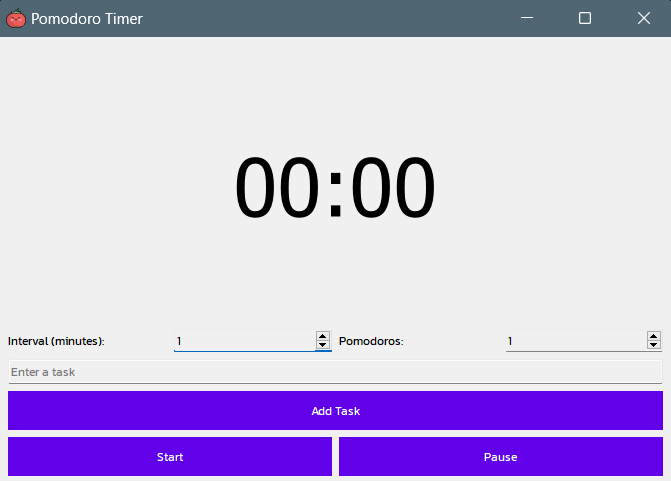 Pomodoro Timer
00:00
Interval (minutes): 1 Pomodoros: 1
Enter a task
Add Task
Start Pause